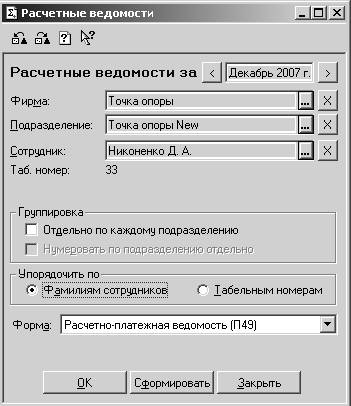 Расчетные ведомости
Расчетные ведомости за < Декабрь 2007 г. >
Фирма: Точка опоры ... X
Подразделение: Точка опоры New ... X
Сотрудник: Никоненко Д. А. ... X
Таб. номер: 33
Группировка
Отдельно по каждому подразделению
Нумеровать по подразделению отдельно
Упорядочить по
Фамилиям сотрудников Табельным номерам
Форма: Расчетно-платежная ведомость (П49)
OK Сформировать Закрыть